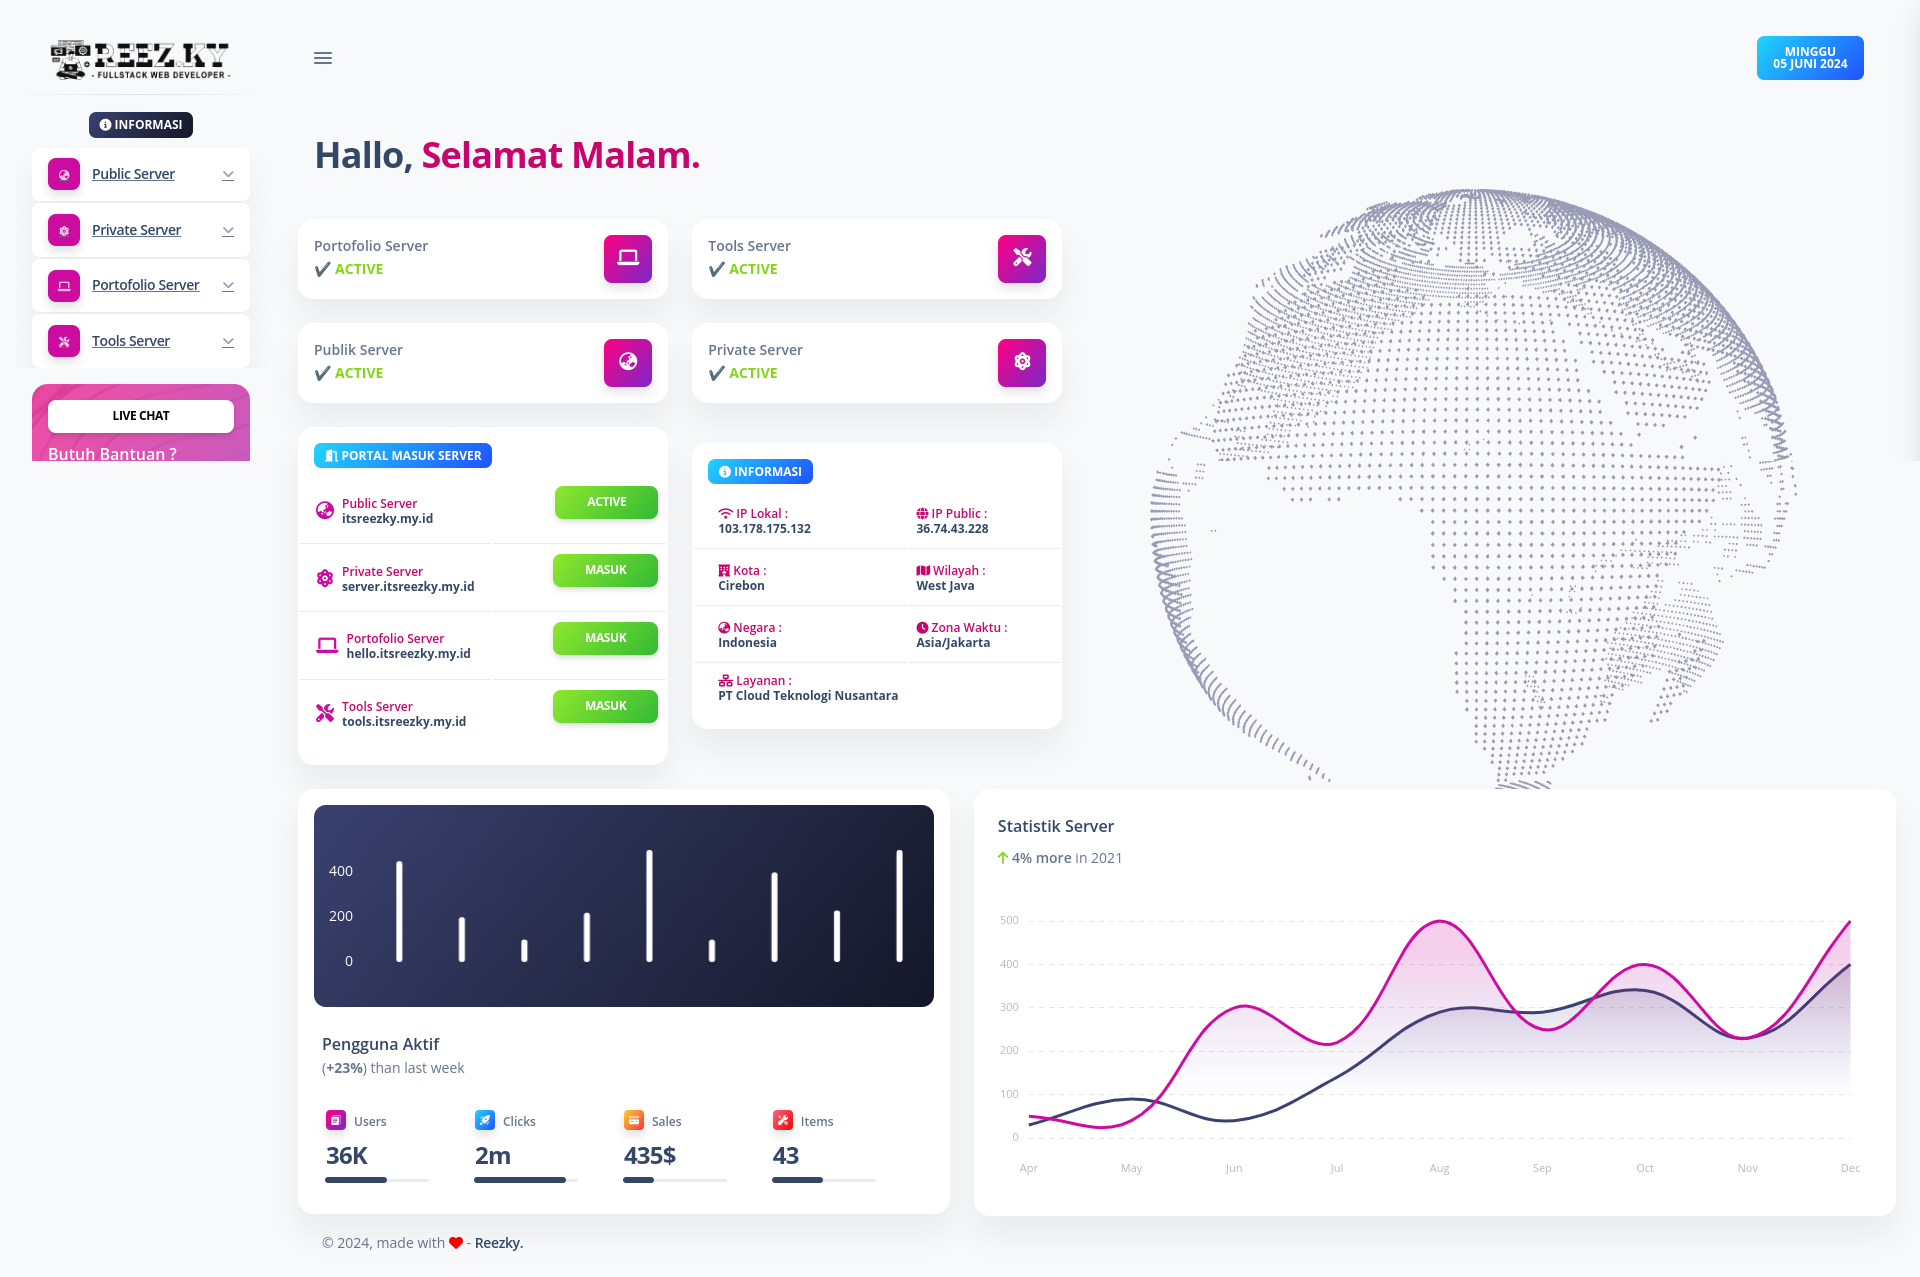 REEZ.KY
- FULLSTACK WEB DEVELOPER -
INFORMASI
Public Server
Private Server
Portofolio Server
Tools Server
LIVE CHAT
Butuh Bantuan ?
MINGGU
05 JUNI 2024
Hallo, Selamat Malam.
Portofolio Server
✔ ACTIVE
Tools Server
✔ ACTIVE
Publik Server
✔ ACTIVE
Private Server
✔ ACTIVE
PORTAL MASUK SERVER
Public Server
itsreezky.my.id
ACTIVE
Private Server
server.itsreezky.my.id
MASUK
Portofolio Server
hello.itsreezky.my.id
MASUK
Tools Server
tools.itsreezky.my.id
MASUK
INFORMASI
IP Lokal :
103.178.175.132
IP Public :
36.74.43.228
Kota :
Cirebon
Wilayah :
West Java
Negara :
Indonesia
Zona Waktu :
Asia/Jakarta
Layanan :
PT Cloud Teknologi Nusantara
400
200
0
Pengguna Aktif
(+23%) than last week
Users
36K
Clicks
2m
Sales
435$
Items
43
Statistik Server
4% more in 2021
500
400
300
200
100
0
Apr May Jun Jul Aug Sep Oct Nov Dec
© 2024, made with ❤ - Reezky.